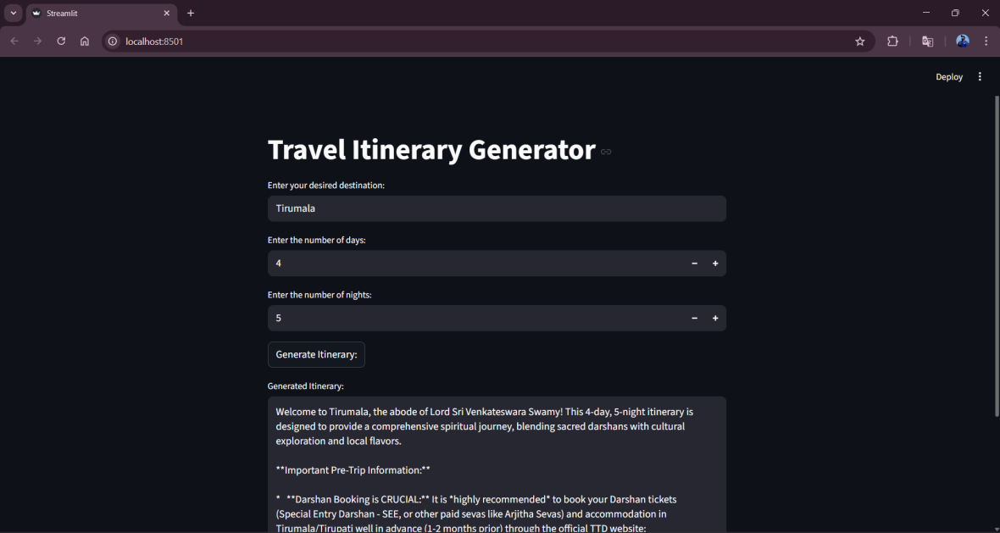 Streamlit
localhost:8501
Deploy
Travel Itinerary Generator
Enter your desired destination:
Tirumala
Enter the number of days:
4
Enter the number of nights:
5
Generate Itinerary:
Generated Itinerary:
Welcome to Tirumala, the abode of Lord Sri Venkateswara Swamy! This 4-day, 5-night itinerary is
designed to provide a comprehensive spiritual journey, blending sacred darshans with cultural
exploration and local flavors.
**Important Pre-Trip Information:**
* **Darshan Booking is CRUCIAL:** It is *highly recommended* to book your Darshan tickets
(Special Entry Darshan - SEE, or other paid sevas like Arjitha Sevas) and accommodation in
Tirumala/Tirupati well in advance (1-2 months prior) through the official TTD website: